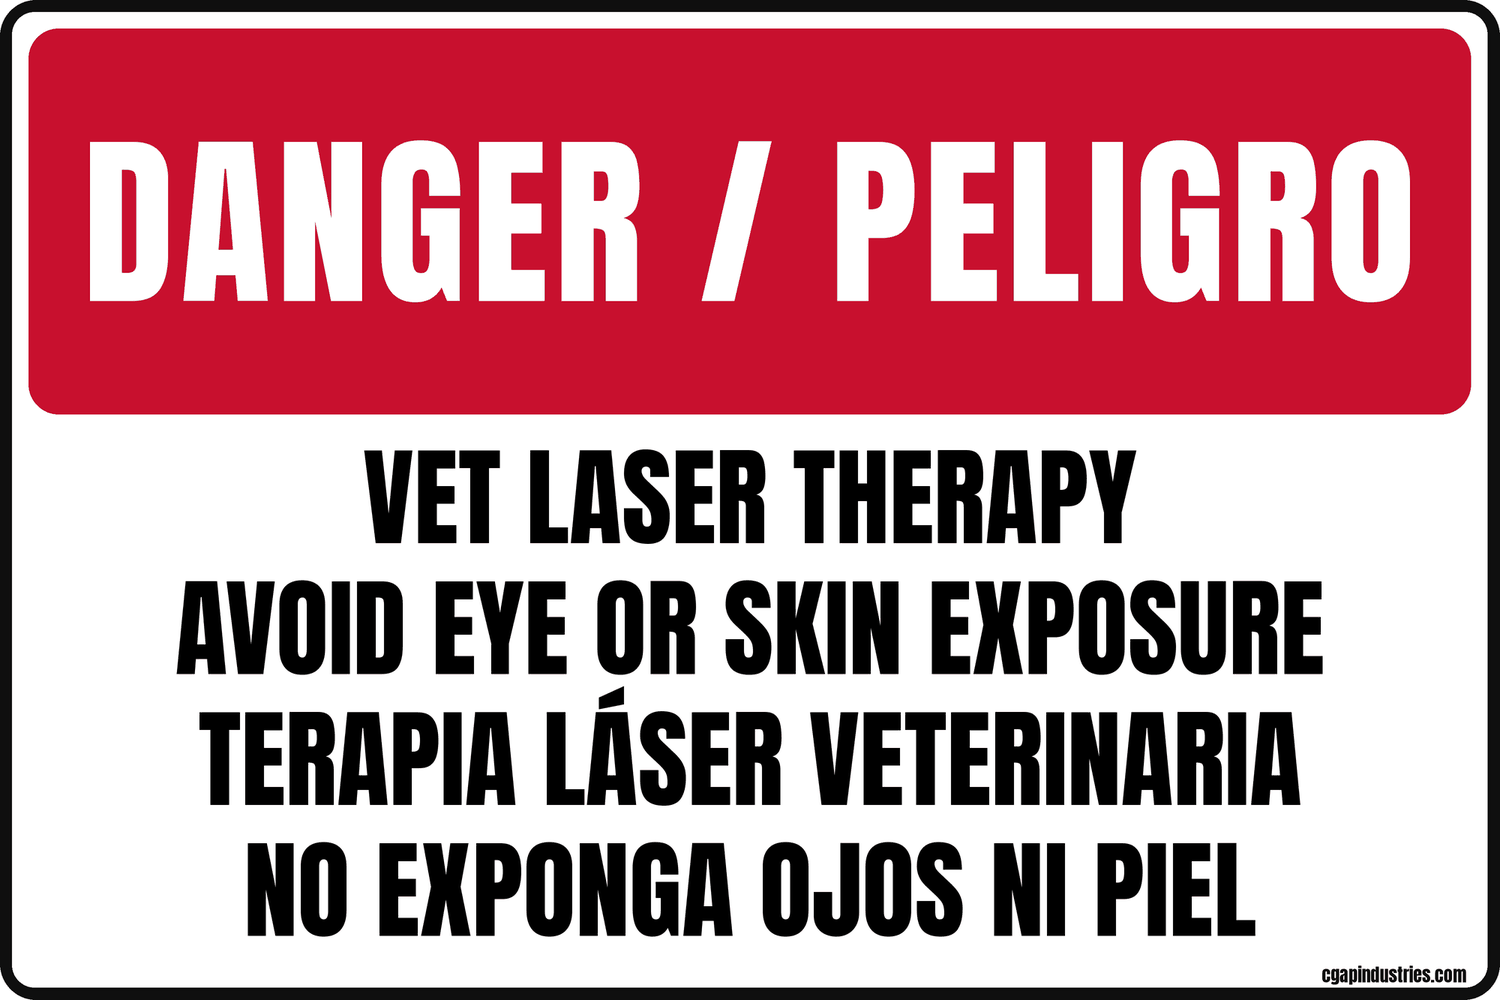 DANGER / PELIGRO
VET LASER THERAPY
AVOID EYE OR SKIN EXPOSURE
TERAPIA LÁSER VETERINARIA
NO EXPONGA OJOS NI PIEL
cgapindustries.com